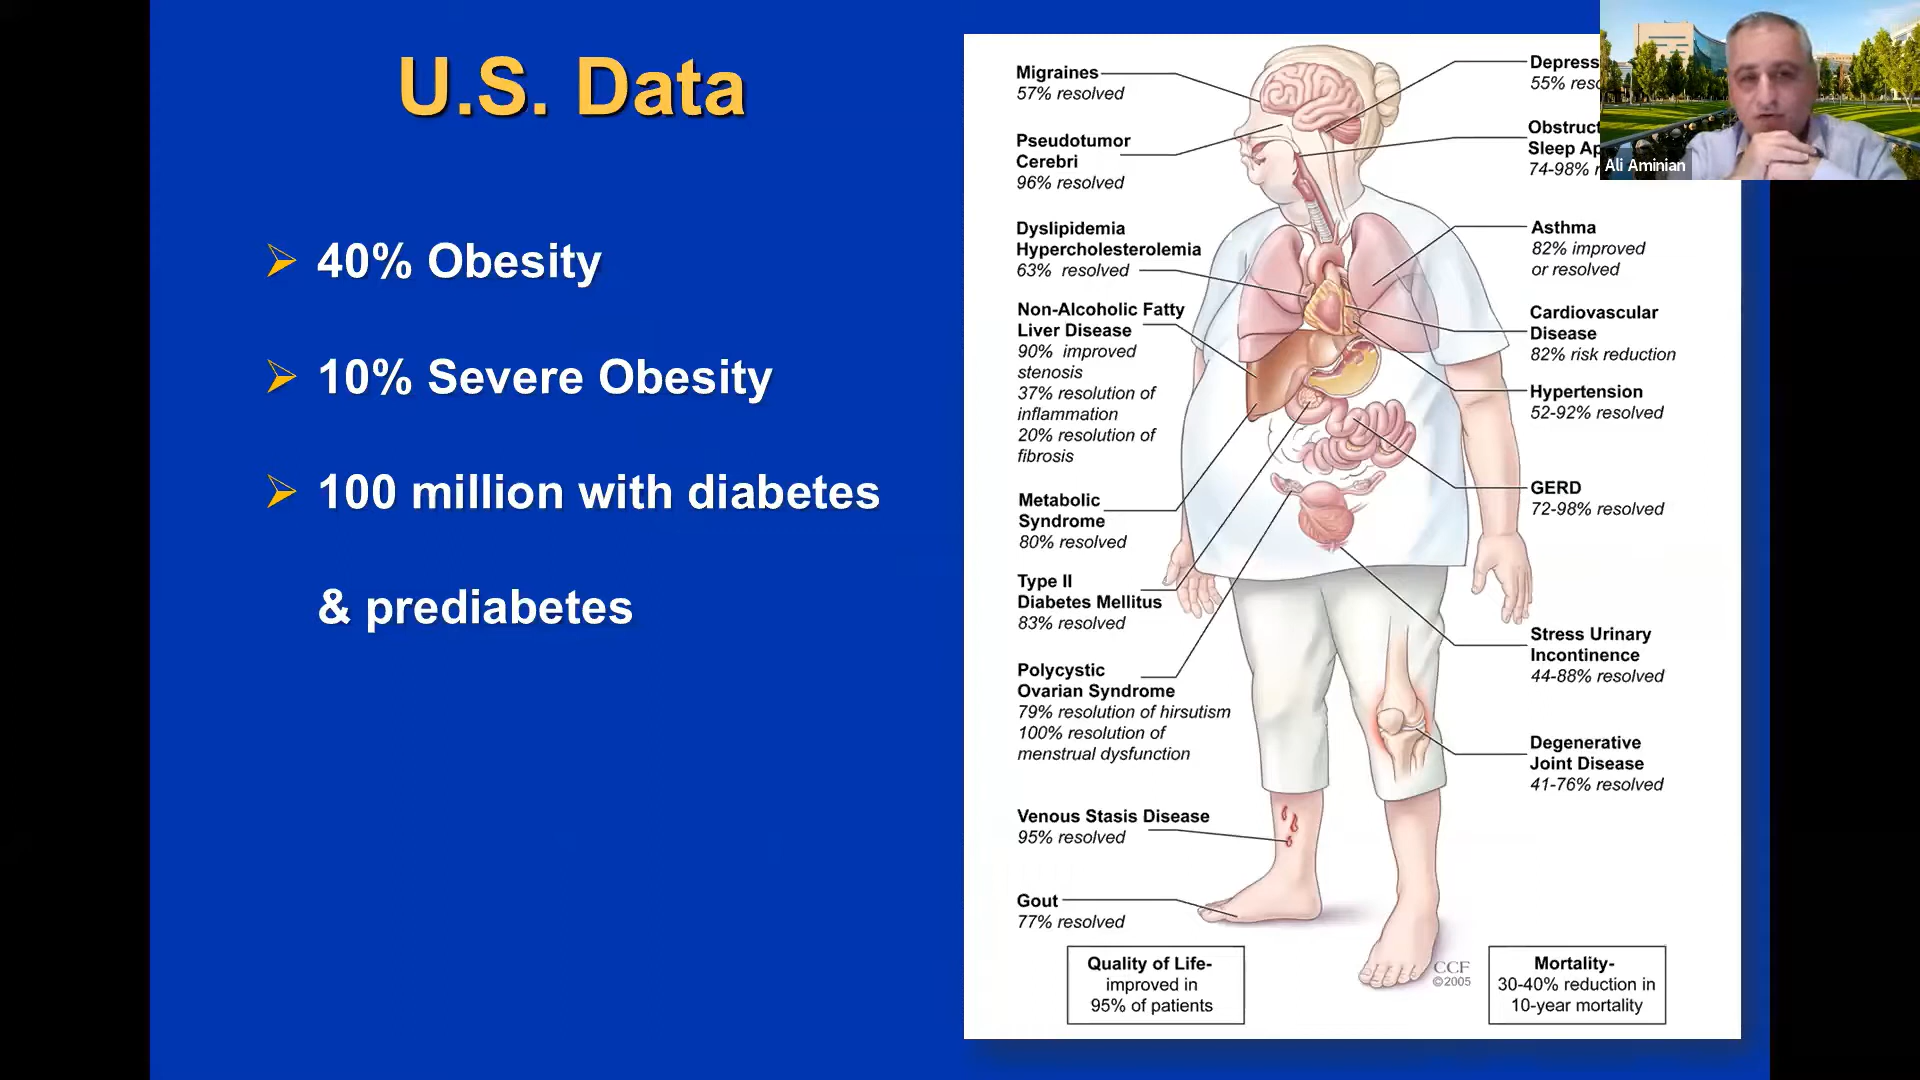 U.S. Data
40% Obesity
10% Severe Obesity
100 million with diabetes
& prediabetes
Migraines
57% resolved
Pseudotumor
Cerebri
96% resolved
Dyslipidemia
Hypercholesterolemia
63% resolved
Non-Alcoholic Fatty
Liver Disease
90% improved
stenosis
37% resolution of
inflammation
20% resolution of
fibrosis
Metabolic
Syndrome
80% resolved
Type II
Diabetes Mellitus
83% resolved
Polycystic
Ovarian Syndrome
79% resolution of hirsutism
100% resolution of
menstrual dysfunction
Venous Stasis Disease
95% resolved
Gout
77% resolved
Quality of Life-
improved in
95% of patients
55%
Sleep
74-98%
Asthma
82% improved
or resolved
Cardiovascular
Disease
82% risk reduction
Hypertension
52-92% resolved
GERD
72-98% resolved
Stress Urinary
Incontinence
44-88% resolved
Degenerative
Joint Disease
41-76% resolved
CCF
©2005
Mortality-
30-40% reduction in
10-year mortality
Ali Aminian